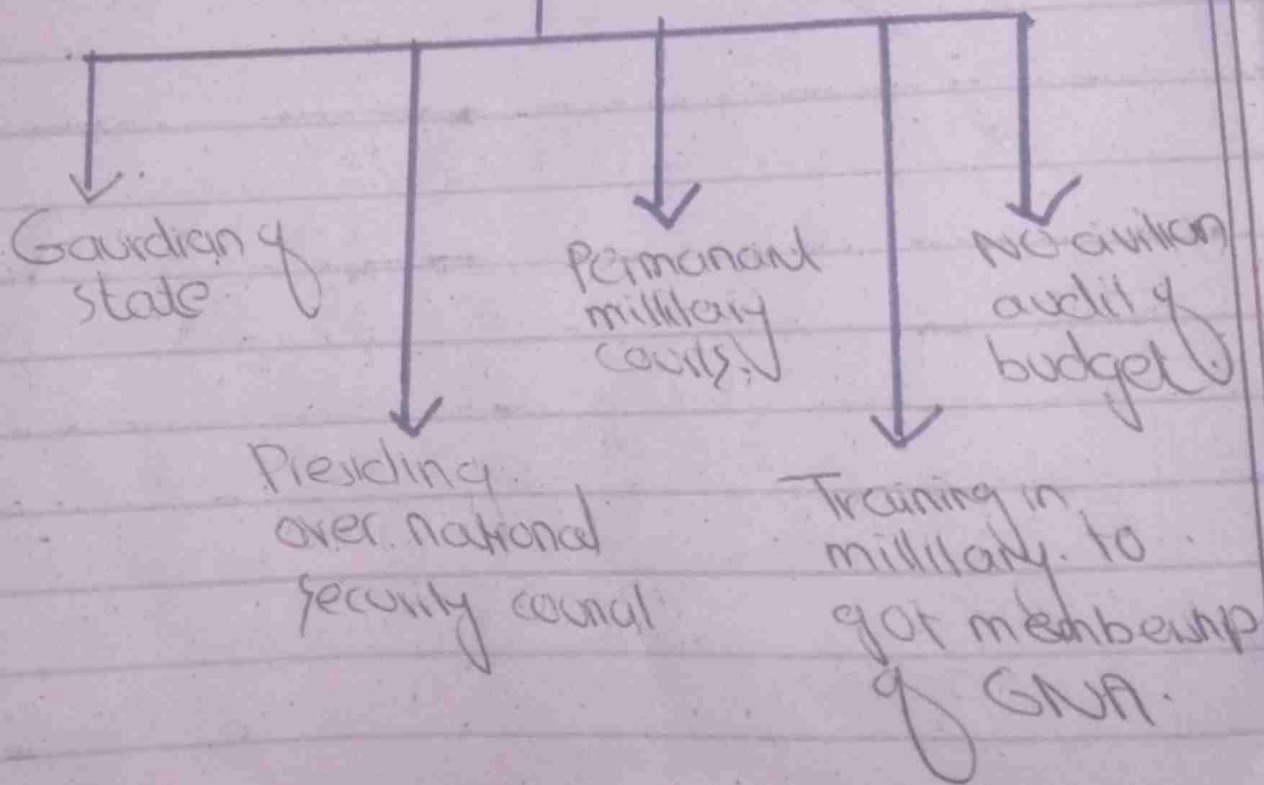 Gaurdian of
state
Permanant
millitary
courts.
No civilian
audit of
budget.
Presiding
over national
security council
Training in
millitary to
got membership
of GNA.